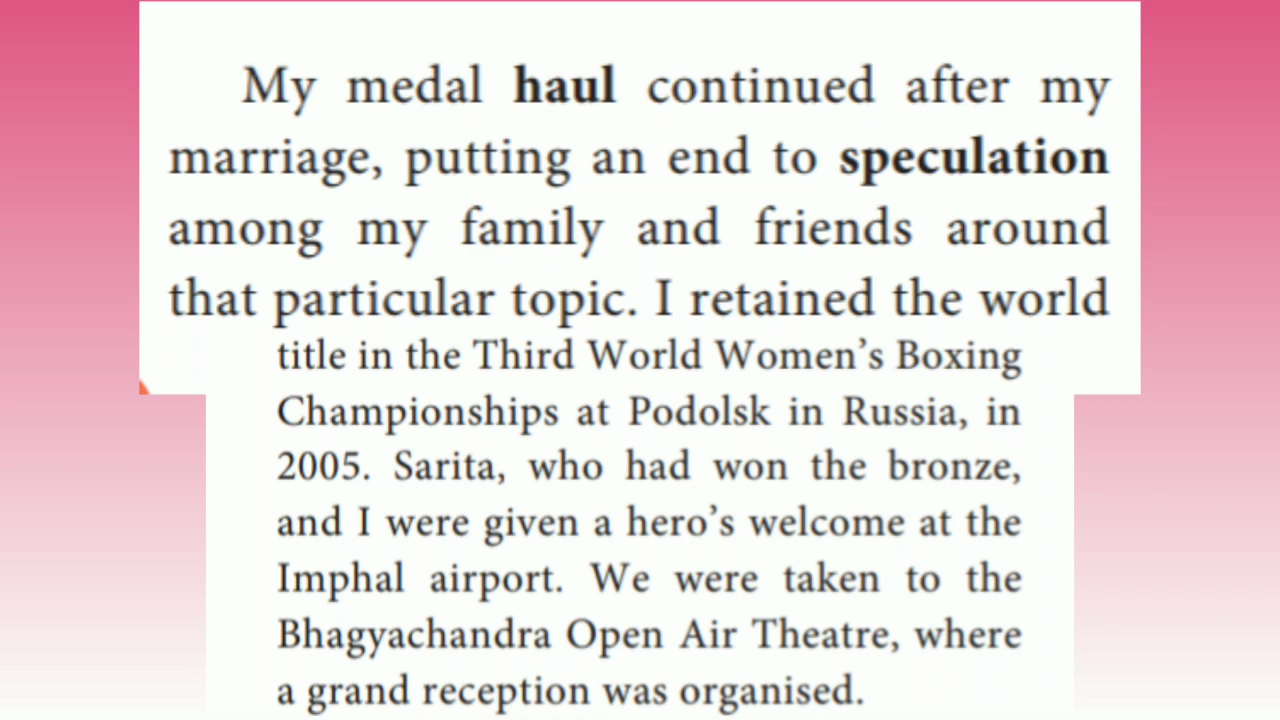 My medal haul continued after my
marriage, putting an end to speculation
among my family and friends around
that particular topic. I retained the world
title in the Third World Women’s Boxing
Championships at Podolsk in Russia, in
2005. Sarita, who had won the bronze,
and I were given a hero’s welcome at the
Imphal airport. We were taken to the
Bhagyachandra Open Air Theatre, where
a grand reception was organised.